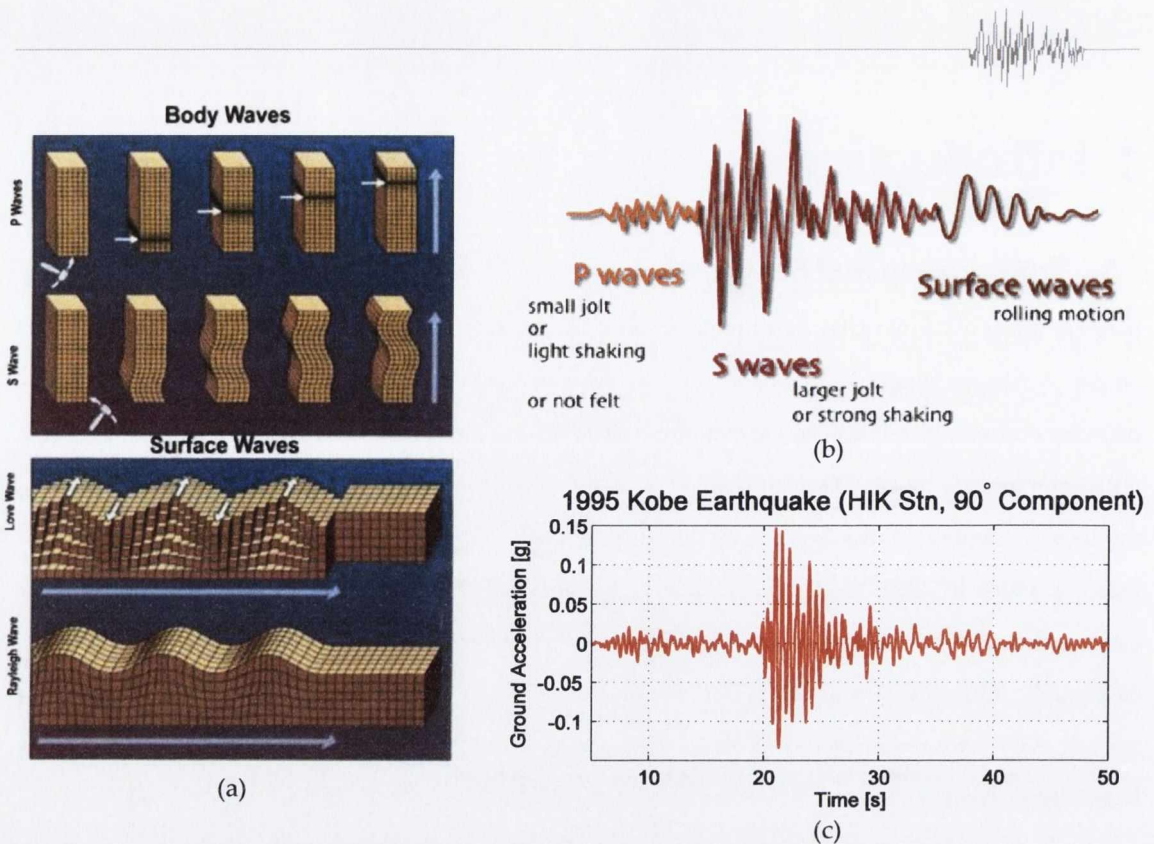 Body Waves
P Waves
S Wave
Surface Waves
Love Wave
Rayleigh Wave
(a)
P waves
small jolt
or
light shaking
or not felt
S waves
larger jolt
or strong shaking
Surface waves
rolling motion
(b)
1995 Kobe Earthquake (HIK Stn, 90° Component)
Ground Acceleration [g]
0.15
0.1
0.05
0
-0.05
-0.1
10 20 30 40 50
Time [s]
(c)